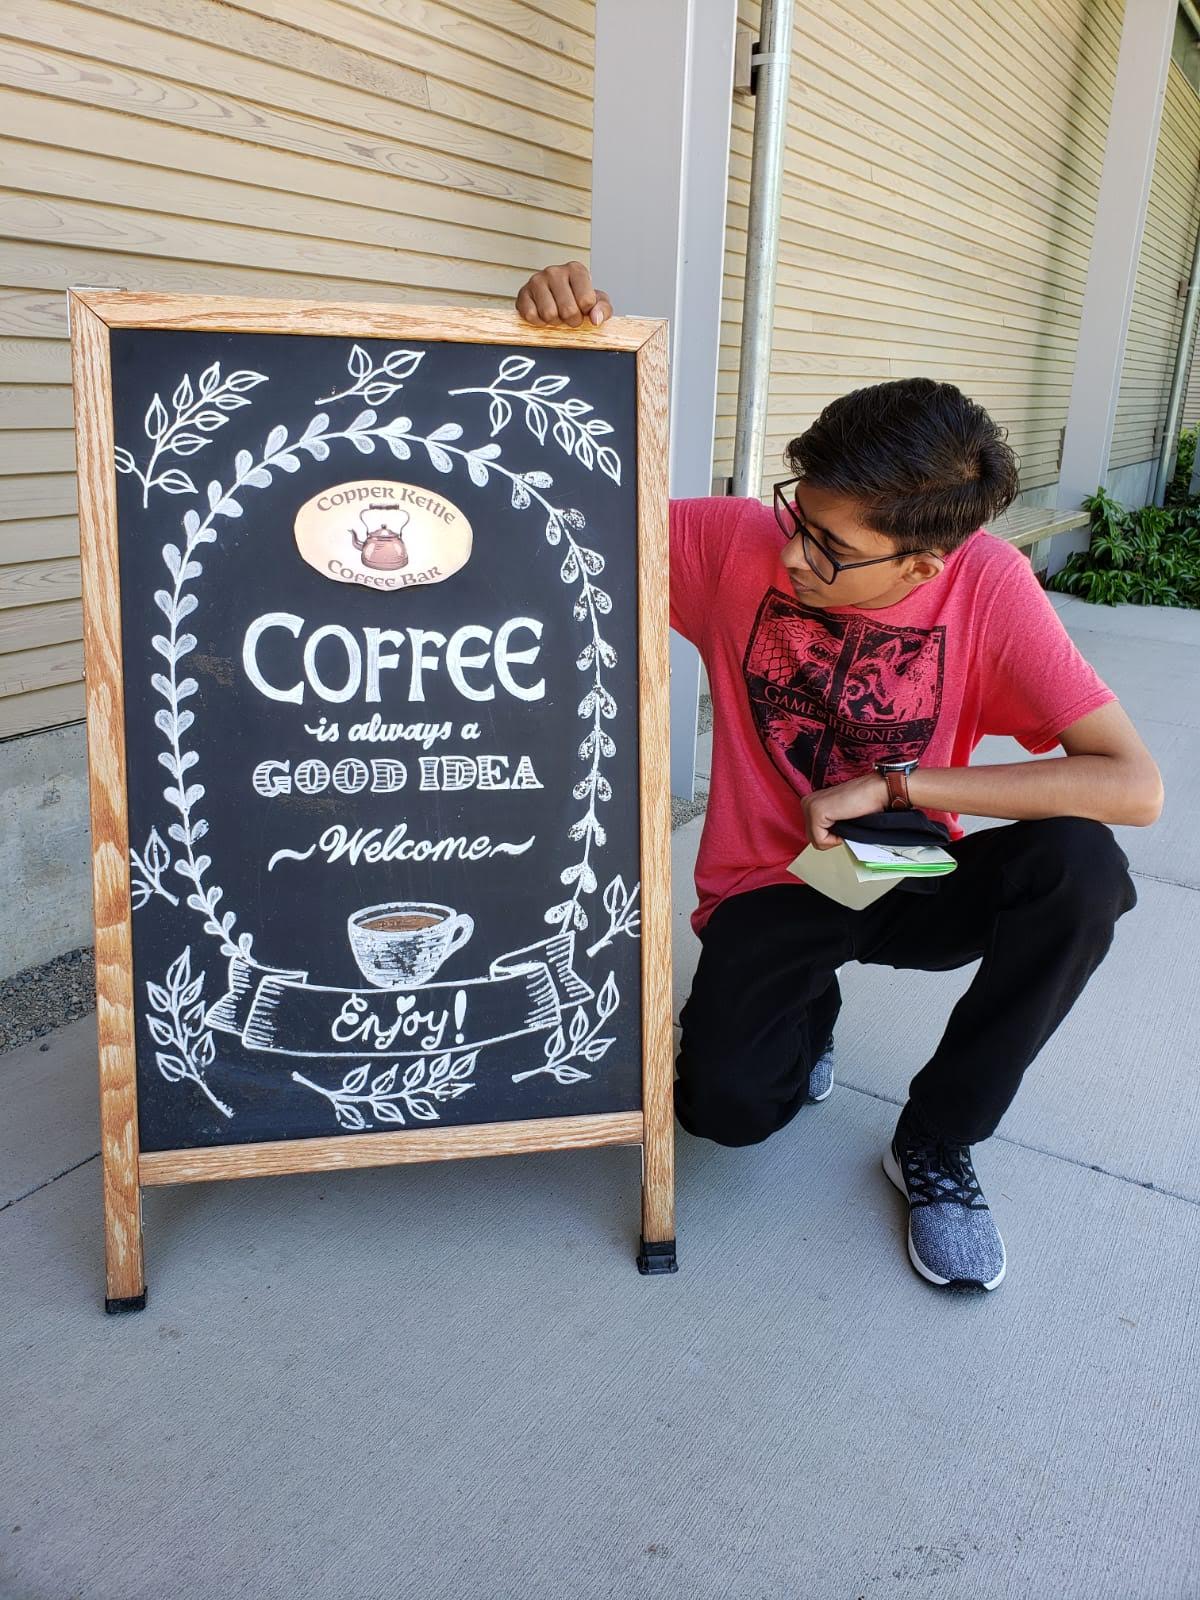 Copper Kettle
Coffee Bar
COFFEE
is always a
GOOD IDEA
~Welcome~
Enjoy!
GAME OF THRONES